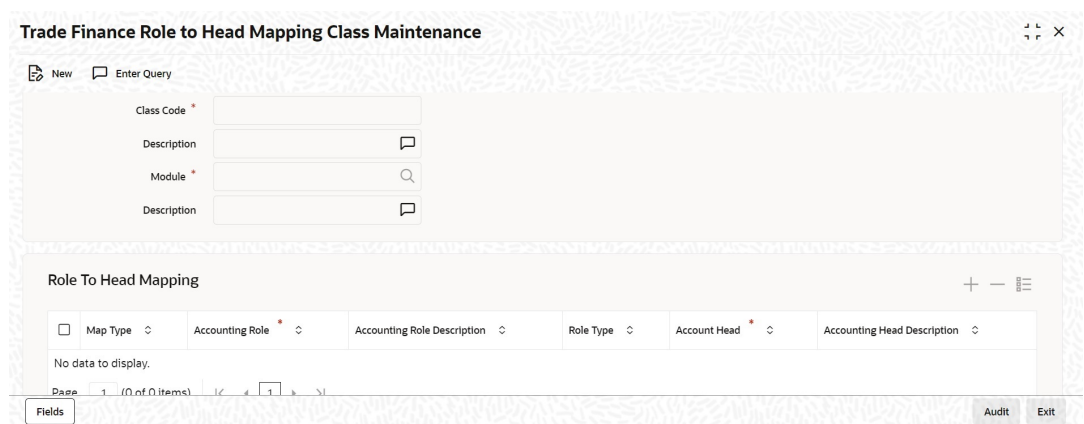 Trade Finance Role to Head Mapping Class Maintenance
New Enter Query
Class Code *
Description
Module *
Description
Role To Head Mapping
Map Type Accounting Role * Accounting Role Description Role Type Account Head * Accounting Head Description
No data to display.
Page 1 (0 of 0 items) 1
Fields Audit Exit